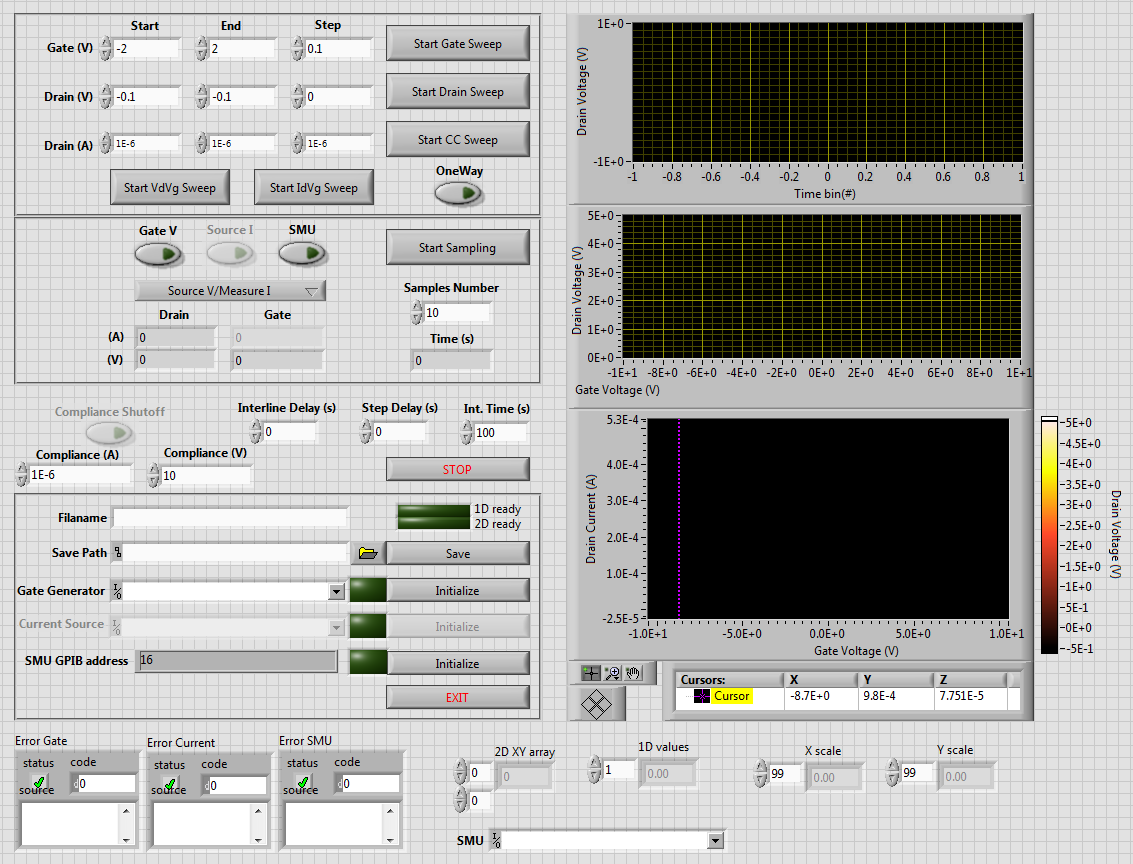 Start End Step
Gate (V) -2 2 0.1 Start Gate Sweep
Drain (V) -0.1 -0.1 0 Start Drain Sweep
Drain (A) 1E-6 1E-6 1E-6 Start CC Sweep
OneWay
Start VdVg Sweep Start IdVg Sweep
Gate V Source I SMU
Start Sampling
Source V/Measure I
Samples Number
10
Drain Gate
(A) 0 0
Time (s)
(V) 0 0 0
Compliance Shutoff
Interline Delay (s) Step Delay (s) Int. Time (s)
0 0 100
Compliance (A) Compliance (V)
1E-6 10
STOP
Filaname
1D ready
2D ready
Save Path Save
Gate Generator Initialize
Current Source Initialize
SMU GPIB address 16 Initialize
EXIT
1E+0
Drain Voltage (V)
-1E+0
-1 -0.8 -0.6 -0.4 -0.2 0 0.2 0.4 0.6 0.8 1
Time bin(#)
5E+0
4E+0
3E+0
2E+0
1E+0
0E+0
Drain Voltage (V)
-1E+1 -8E+0 -6E+0 -4E+0 -2E+0 0E+0 2E+0 4E+0 6E+0 8E+0 1E+1
Gate Voltage (V)
5.3E-4
4.0E-4
3.0E-4
2.0E-4
1.0E-4
-2.5E-5
Drain Current (A)
-1.0E+1 -5.0E+0 0.0E+0 5.0E+0 1.0E+1
Gate Voltage (V)
5E+0
4.5E+0
4E+0
3.5E+0
3E+0
2.5E+0
2E+0
1.5E+0
1E+0
5E-1
0E+0
-5E-1
Drain Voltage (V)
Cursors: X Y Z
Cursor -8.7E+0 9.8E-4 7.751E-5
Error Gate Error Current Error SMU
status code status code status code
d0 d0 d0
source source source
2D XY array 1D values X scale Y scale
0 0 1 0.00 99 0.00 99 0.00
0
SMU